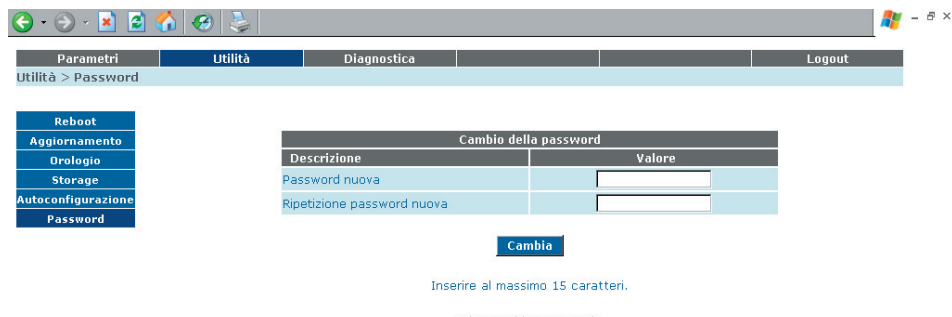 Parametri Utilità Diagnostica Logout
Utilità > Password
Reboot
Aggiornamento
Orologio
Storage
Autoconfigurazione
Password
Cambio della password
Descrizione Valore
Password nuova
Ripetizione password nuova
Cambia
Inserire al massimo 15 caratteri.